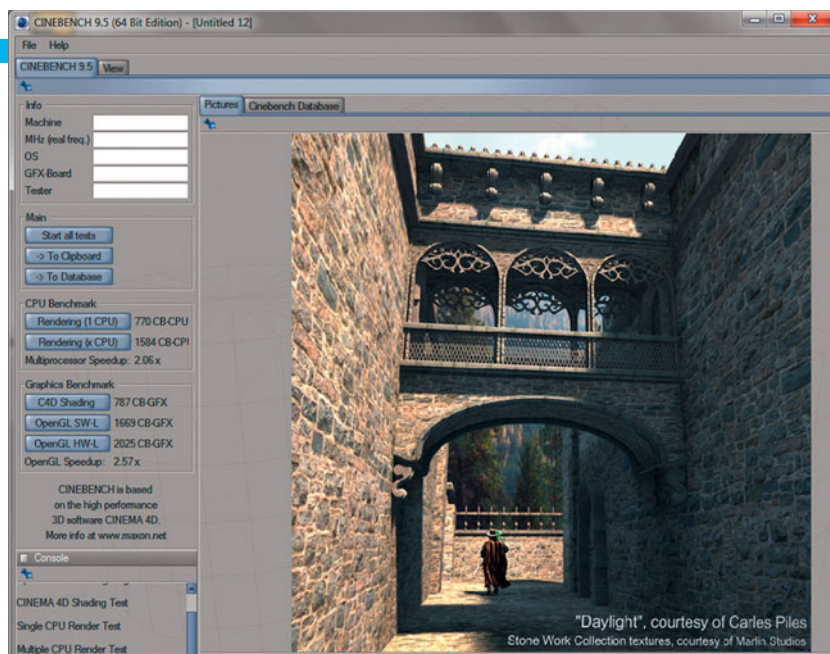 CINEBENCH 9.5 (64 Bit Edition) - [Untitled 12]
File Help
CINEBENCH 9.5 View
Info
Machine
MHz (real freq.)
OS
GFX-Board
Tester
Main
Start all tests
-> To Clipboard
-> To Database
CPU Benchmark
Rendering (1 CPU) 770 CB-CPU
Rendering (x CPU) 1584 CB-CPU
Multiprocessor Speedup: 2.06 x
Graphics Benchmark
C4D Shading 787 CB-GFX
OpenGL SW-L 1669 CB-GFX
OpenGL HW-L 2025 CB-GFX
OpenGL Speedup: 2.57 x
CINEBENCH is based
on the high performance
3D software CINEMA 4D.
More info at www.maxon.net
Console
CINEMA 4D Shading Test
Single CPU Render Test
Multiple CPU Render Test
Pictures Cinebench Database
"Daylight", courtesy of Carles Piles
Stone Work Collection textures, courtesy of Marlin Studios